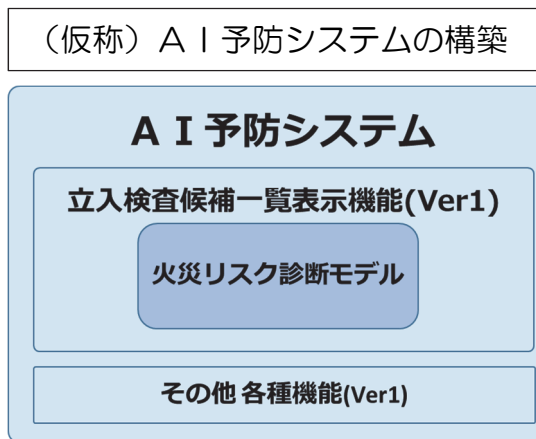 （仮称）ＡＩ予防システムの構築
ＡＩ予防システム
立入検査候補一覧表示機能(Ver1)
火災リスク診断モデル
その他 各種機能(Ver1)